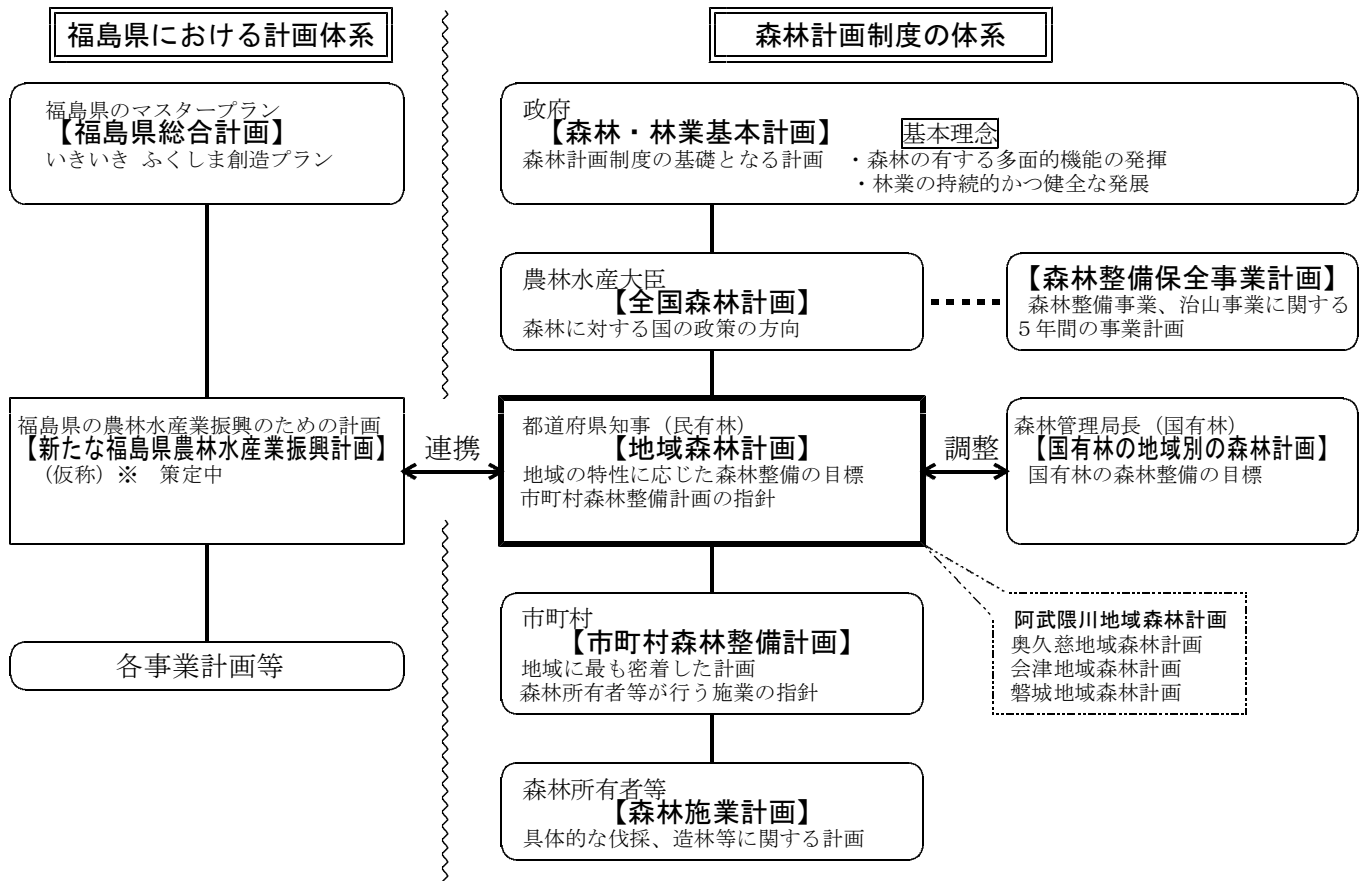 福島県における計画体系
福島県のマスタープラン
【福島県総合計画】
いきいき ふくしま創造プラン
福島県の農林水産業振興のための計画
【新たな福島県農林水産業振興計画】
(仮称)※ 策定中
各事業計画等
連携
森林計画制度の体系
政府
【森林・林業基本計画】 基本理念
森林計画制度の基礎となる計画 ・森林の有する多面的機能の発揮
・林業の持続的かつ健全な発展
農林水産大臣
【全国森林計画】
森林に対する国の政策の方向
【森林整備保全事業計画】
森林整備事業、治山事業に関する
5年間の事業計画
都道府県知事(民有林)
【地域森林計画】
地域の特性に応じた森林整備の目標
市町村森林整備計画の指針
調整
森林管理局長(国有林)
【国有林の地域別の森林計画】
国有林の森林整備の目標
阿武隈川地域森林計画
奥久慈地域森林計画
会津地域森林計画
磐城地域森林計画
市町村
【市町村森林整備計画】
地域に最も密着した計画
森林所有者等が行う施業の指針
森林所有者等
【森林施業計画】
具体的な伐採、造林等に関する計画